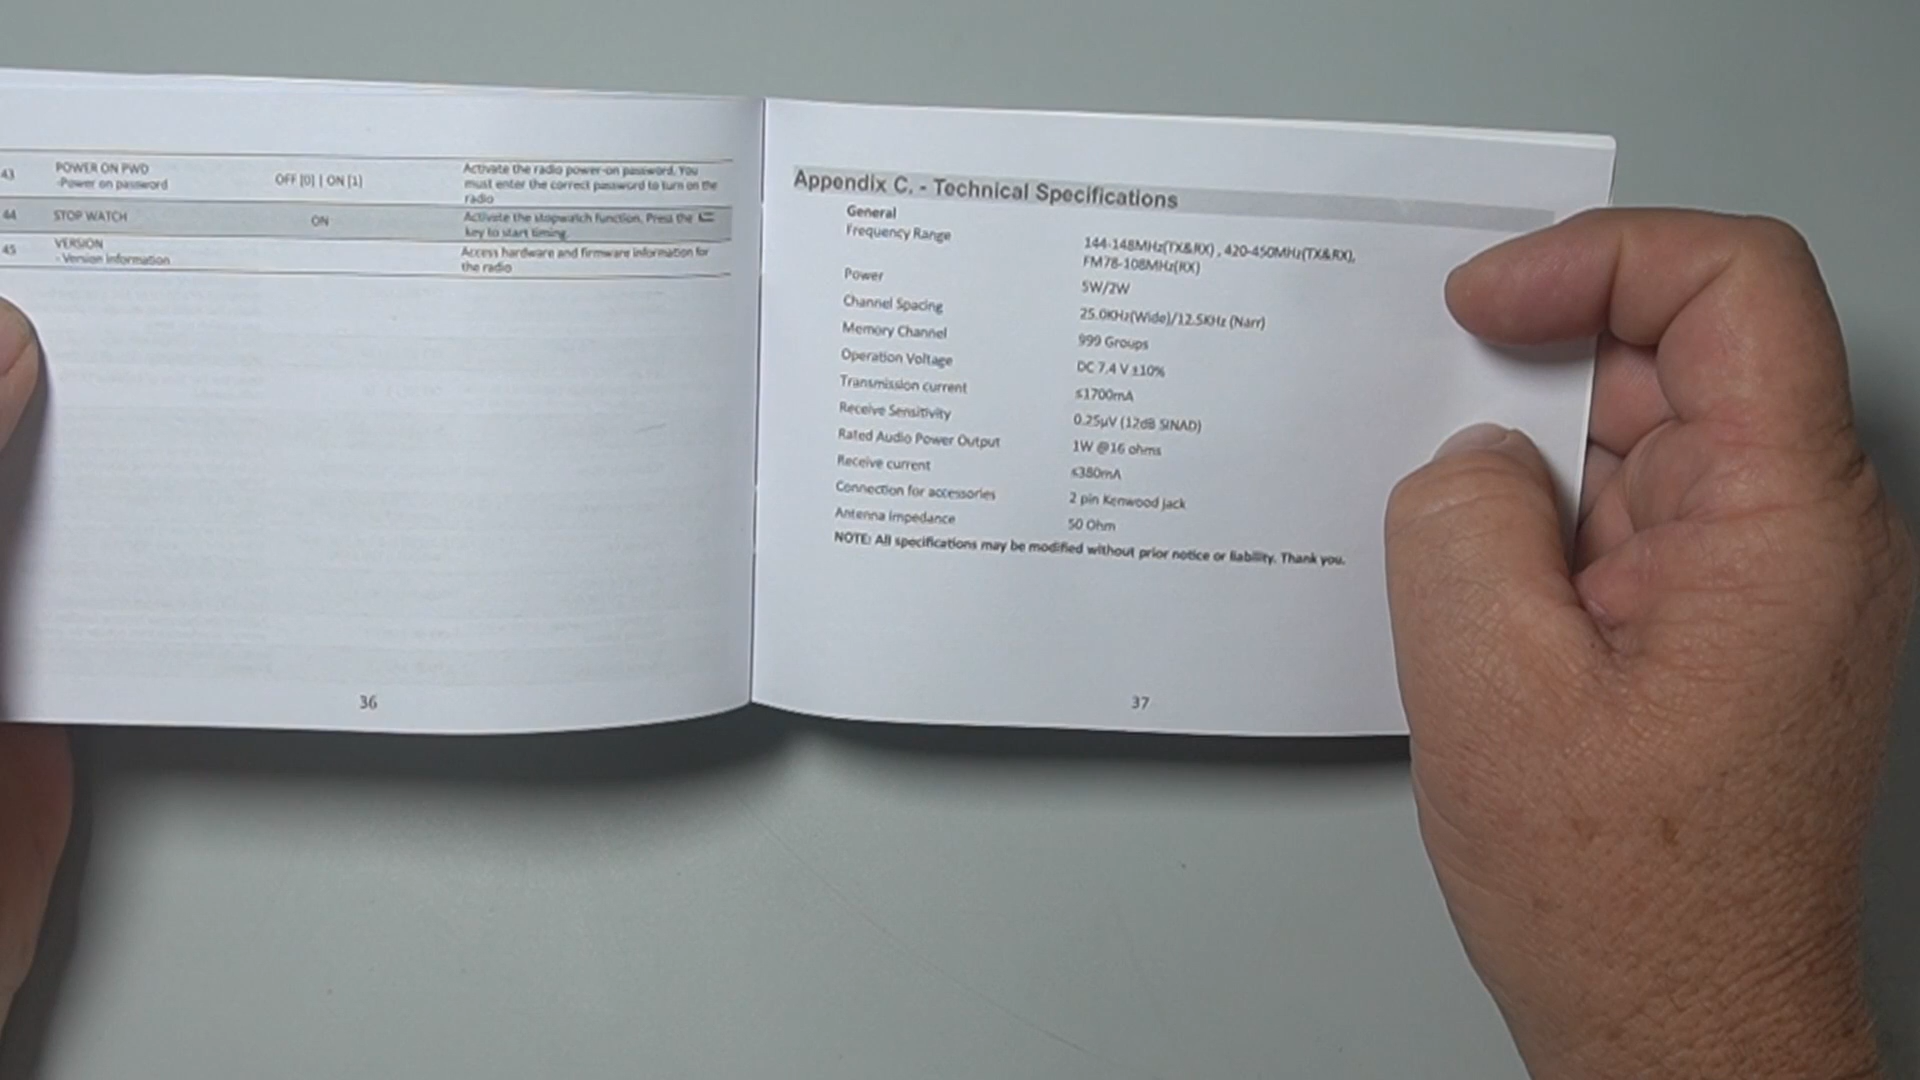 43 POWER ON PWD OFF [0] | ON [1] Activate the radio power-on password. You
-Power on password must enter the correct password to turn on the
radio
44 STOP WATCH ON Activate the stopwatch function. Press the
key to start timing.
45 VERSION Access hardware and firmware information for
- Version information the radio
36
Appendix C. - Technical Specifications
General
Frequency Range 144-148MHz(TX&RX) , 420-450MHz(TX&RX),
FM78-108MHz(RX)
Power 5W/2W
Channel Spacing 25.0KHz(Wide)/12.5KHz (Narr)
Memory Channel 999 Groups
Operation Voltage DC 7.4 V ±10%
Transmission current ≤1700mA
Receive Sensitivity 0.25μV (12dB SINAD)
Rated Audio Power Output 1W @16 ohms
Receive current ≤380mA
Connection for accessories 2 pin Kenwood jack
Antenna impedance 50 Ohm
NOTE: All specifications may be modified without prior notice or liability. Thank you.
37